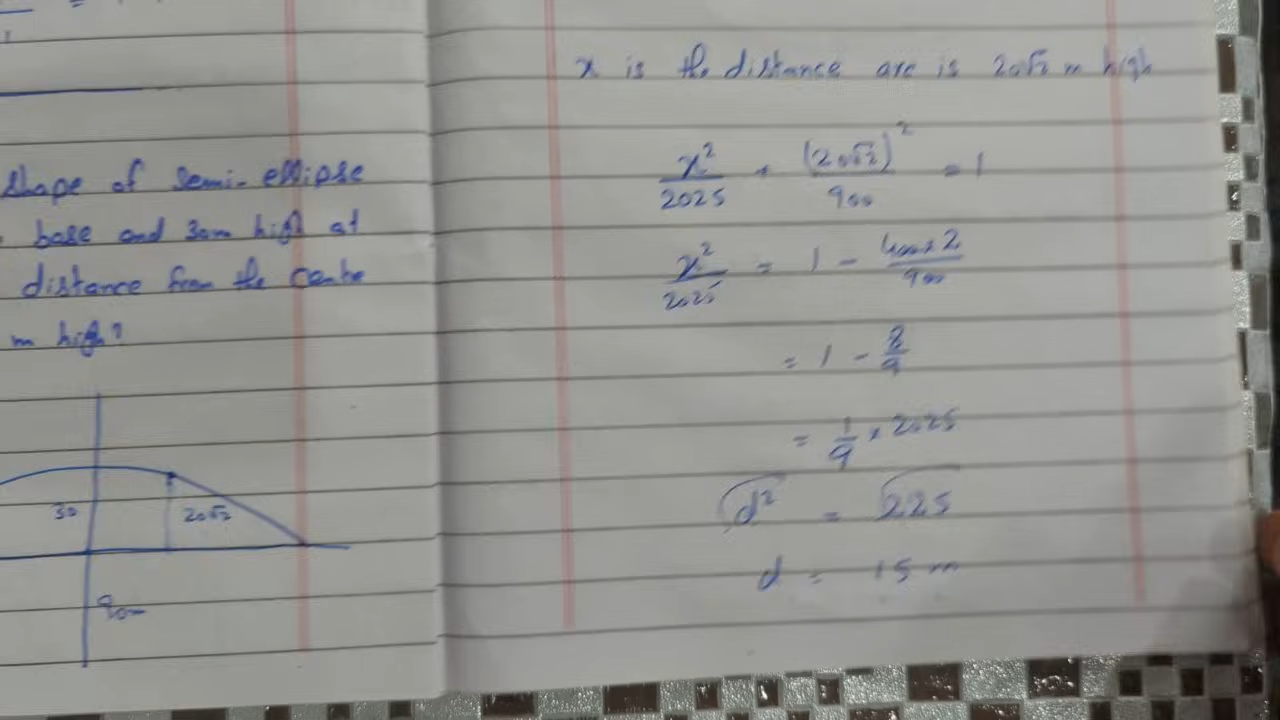 shape of semi-ellipse
base and 30m high at
distance from the centre
m high?
30
20√2
90m
x is the distance arc is 20√2 m high
x²/2025 + (20√2)²/900 = 1
x²/2025 = 1 - 400×2/900
= 1 - 8/9
= 1/9 × 2025
√d² = √225
d = 15 m